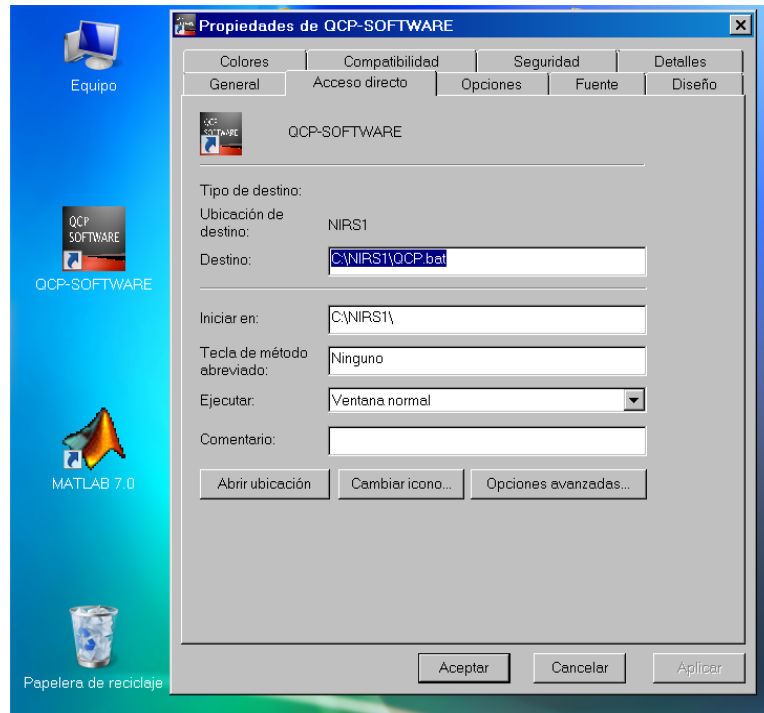 Equipo
QCP
SOFTWARE
QCP-SOFTWARE
MATLAB 7.0
Papelera de reciclaje
Propiedades de QCP-SOFTWARE
Colores Compatibilidad Seguridad Detalles
General Acceso directo Opciones Fuente Diseño
QCP
SOFTWARE
QCP-SOFTWARE
Tipo de destino:
Ubicación de
destino:
NIRS1
Destino: C:\NIRS1\QCP.bat
Iniciar en: C:\NIRS1\
Tecla de método
abreviado:
Ninguno
Ejecutar: Ventana normal
Comentario:
Abrir ubicación Cambiar icono... Opciones avanzadas...
Aceptar Cancelar Aplicar